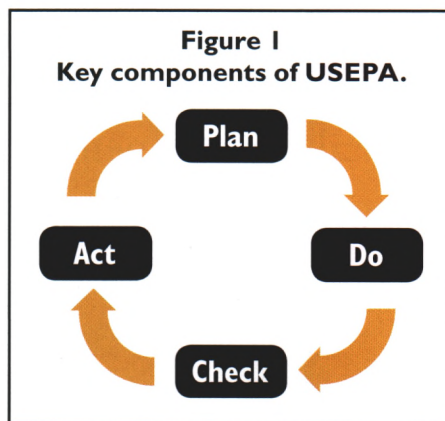 Figure 1
Key components of USEPA.
Plan
Act
Do
Check